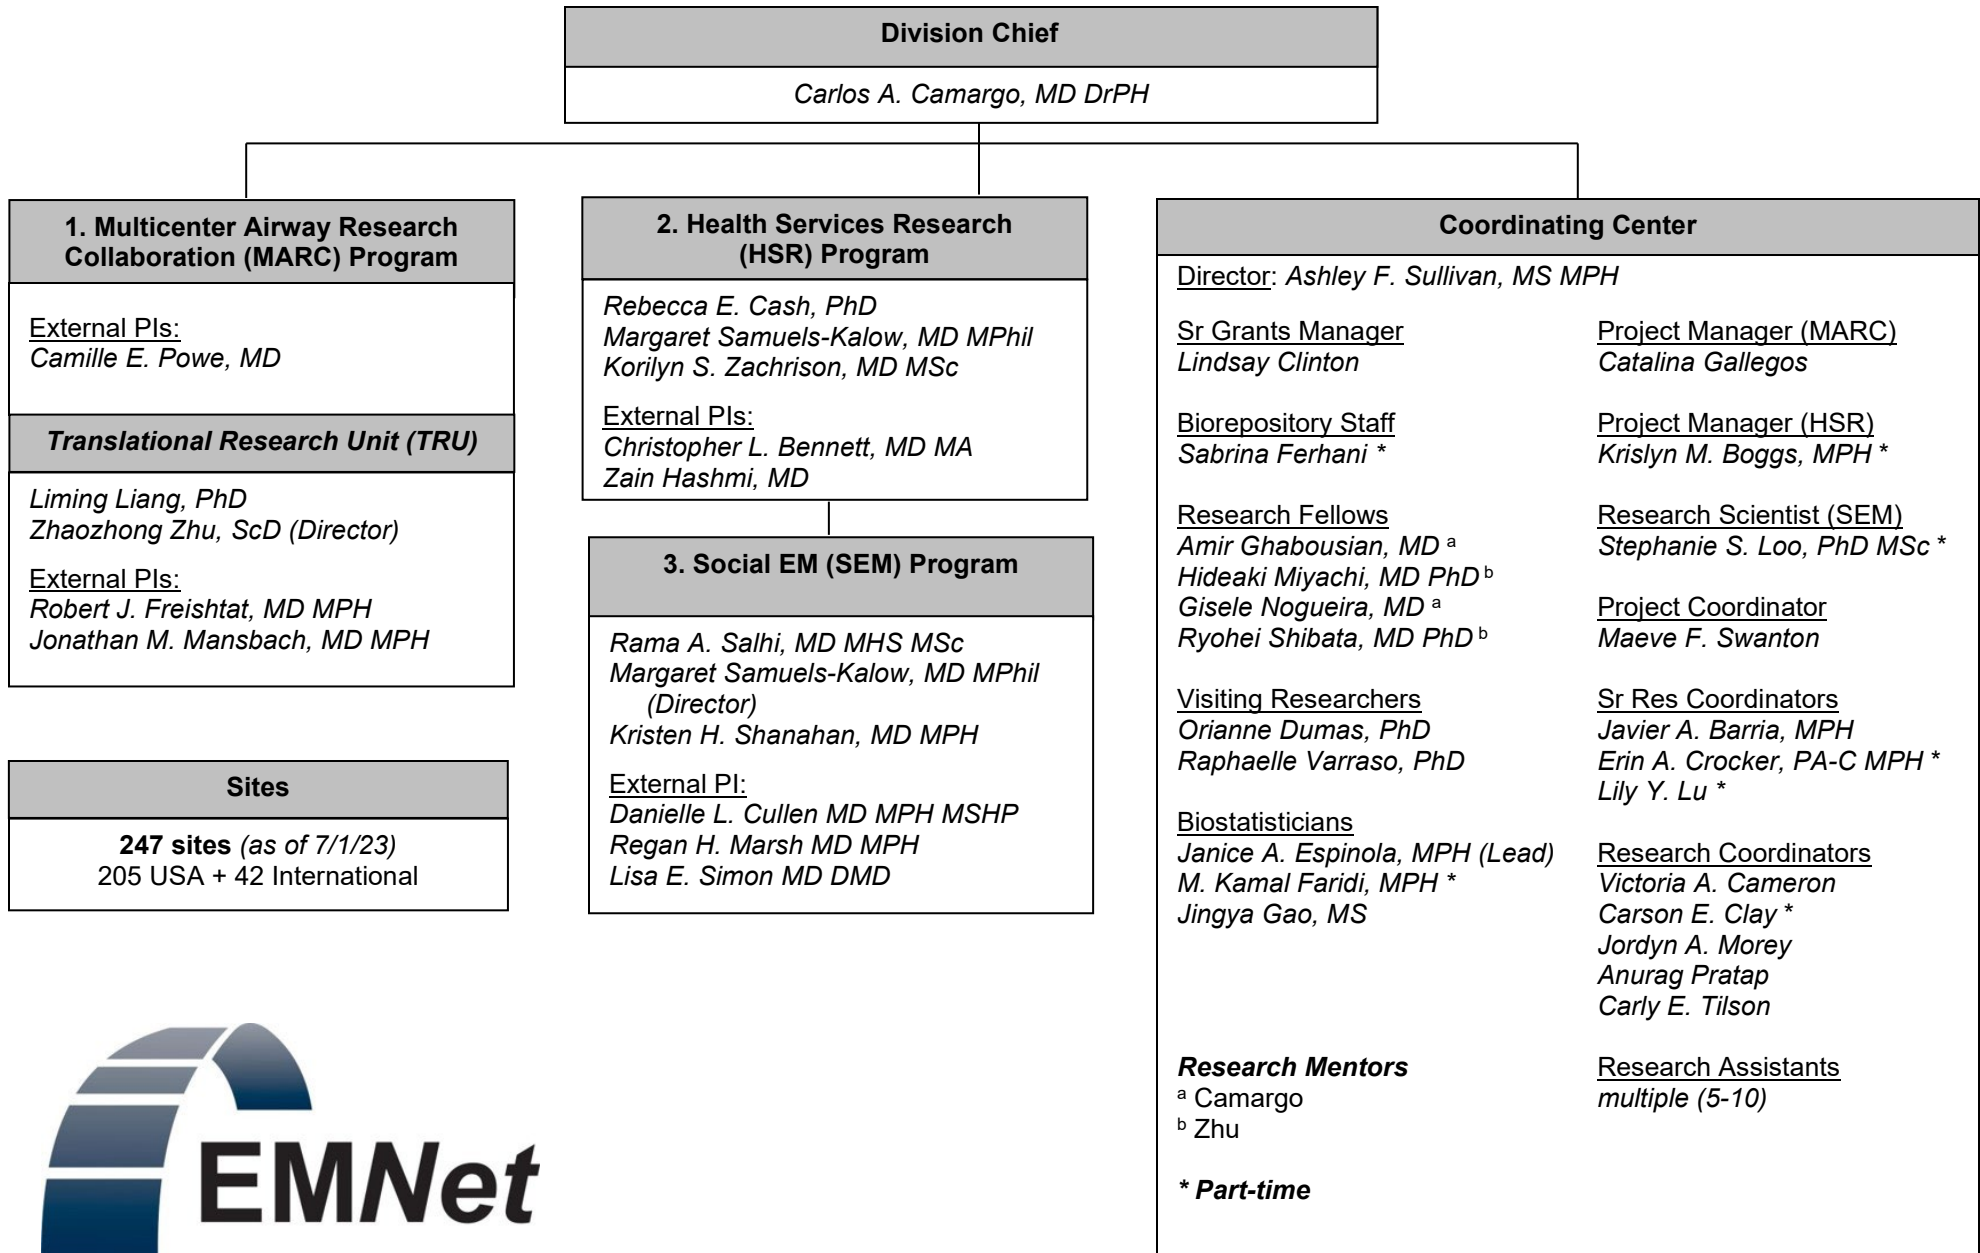 Division Chief
Carlos A. Camargo, MD DrPH
1. Multicenter Airway Research
Collaboration (MARC) Program
External PIs:
Camille E. Powe, MD
Translational Research Unit (TRU)
Liming Liang, PhD
Zhaozhong Zhu, ScD (Director)
External PIs:
Robert J. Freishtat, MD MPH
Jonathan M. Mansbach, MD MPH
Sites
247 sites (as of 7/1/23)
205 USA + 42 International
2. Health Services Research
(HSR) Program
Rebecca E. Cash, PhD
Margaret Samuels-Kalow, MD MPhil
Korilyn S. Zachrison, MD MSc
External PIs:
Christopher L. Bennett, MD MA
Zain Hashmi, MD
3. Social EM (SEM) Program
Rama A. Salhi, MD MHS MSc
Margaret Samuels-Kalow, MD MPhil
(Director)
Kristen H. Shanahan, MD MPH
External PI:
Danielle L. Cullen MD MPH MSHP
Regan H. Marsh MD MPH
Lisa E. Simon MD DMD
Coordinating Center
Director: Ashley F. Sullivan, MS MPH
Sr Grants Manager
Lindsay Clinton
Biorepository Staff
Sabrina Ferhani *
Research Fellows
Amir Ghabousian, MD a
Hideaki Miyachi, MD PhD b
Gisele Nogueira, MD a
Ryohei Shibata, MD PhD b
Visiting Researchers
Orianne Dumas, PhD
Raphaelle Varraso, PhD
Biostatisticians
Janice A. Espinola, MPH (Lead)
M. Kamal Faridi, MPH *
Jingya Gao, MS
Research Mentors
a Camargo
b Zhu
* Part-time
Project Manager (MARC)
Catalina Gallegos
Project Manager (HSR)
Krislyn M. Boggs, MPH *
Research Scientist (SEM)
Stephanie S. Loo, PhD MSc *
Project Coordinator
Maeve F. Swanton
Sr Res Coordinators
Javier A. Barria, MPH
Erin A. Crocker, PA-C MPH *
Lily Y. Lu *
Research Coordinators
Victoria A. Cameron
Carson E. Clay *
Jordyn A. Morey
Anurag Pratap
Carly E. Tilson
Research Assistants
multiple (5-10)
EMNet